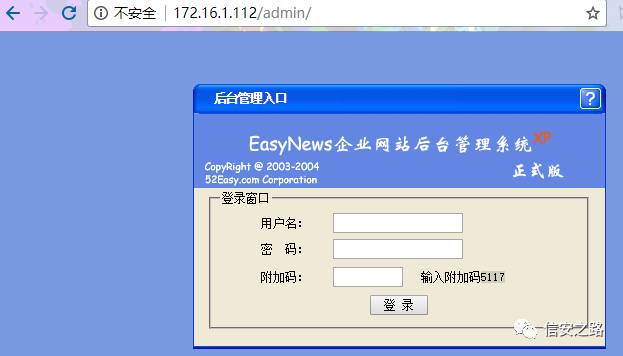 不安全 172.16.1.112/admin/
后台管理入口
EasyNews企业网站后台管理系统XP
CopyRight @ 2003-2004
正式版
52Easy.com Corporation
登录窗口
用户名：
密 码：
附加码： 输入附加码5117
登 录
信安之路